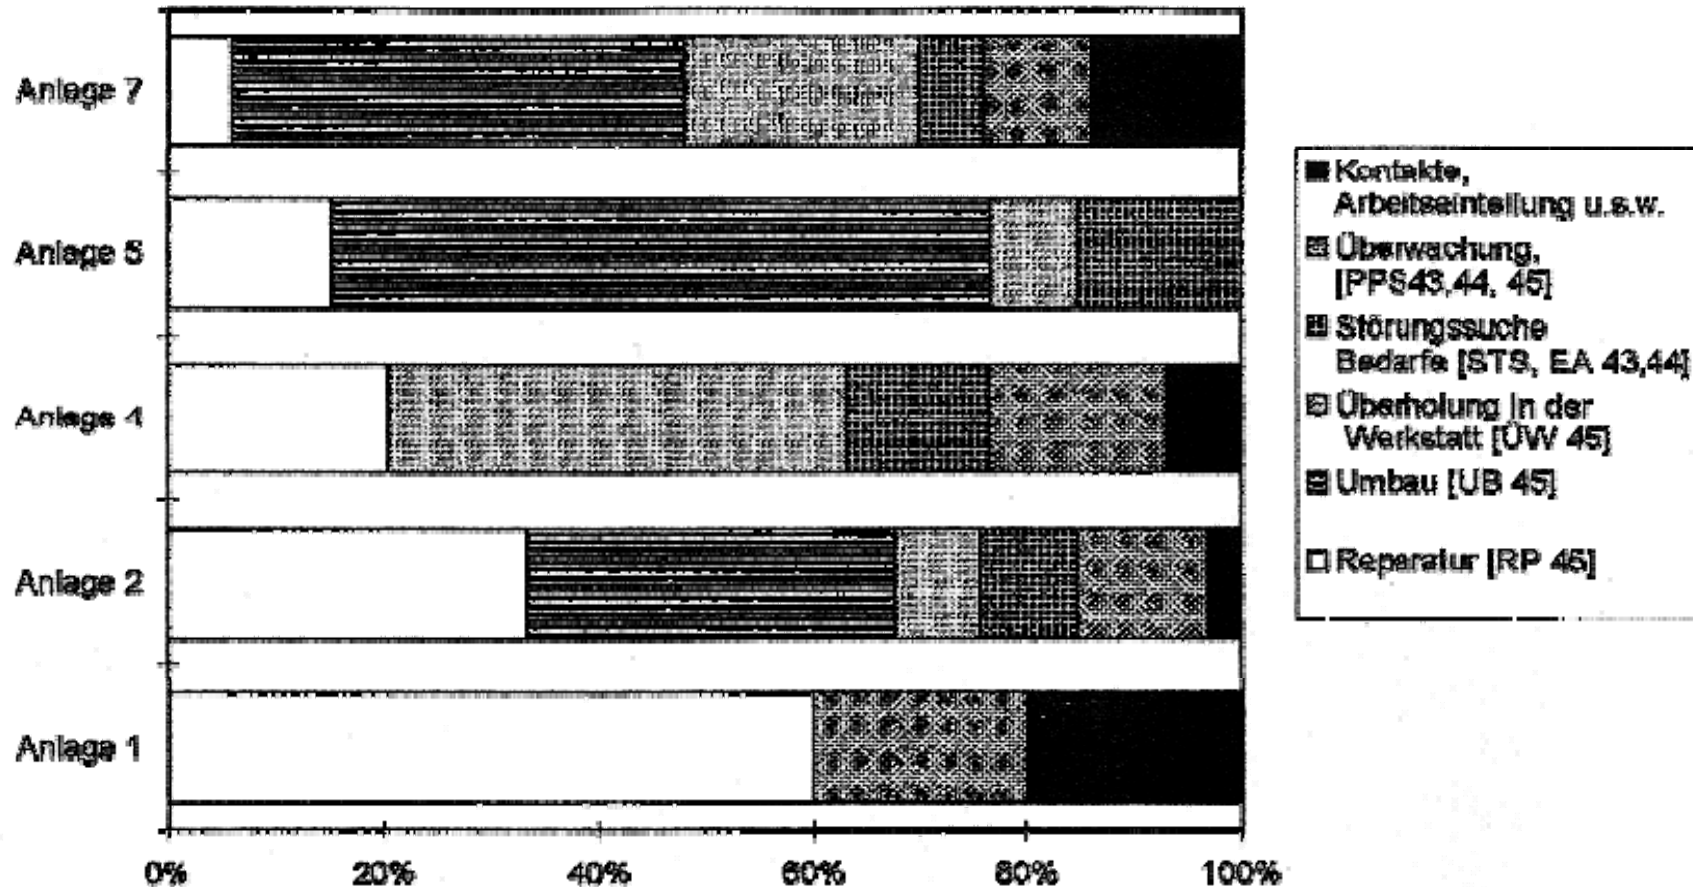 Anlage 7
Anlage 5
Anlage 4
Anlage 2
Anlage 1
0% 20% 40% 60% 80% 100%
Kontakte,
Arbeitseinteilung u.s.w.
Überwachung,
[PPS43,44, 45]
Störungssuche
Bedarfe [STS, EA 43,44]
Überholung in der
Werkstatt [ÜW 45]
Umbau [UB 45]
Reparatur [RP 45]